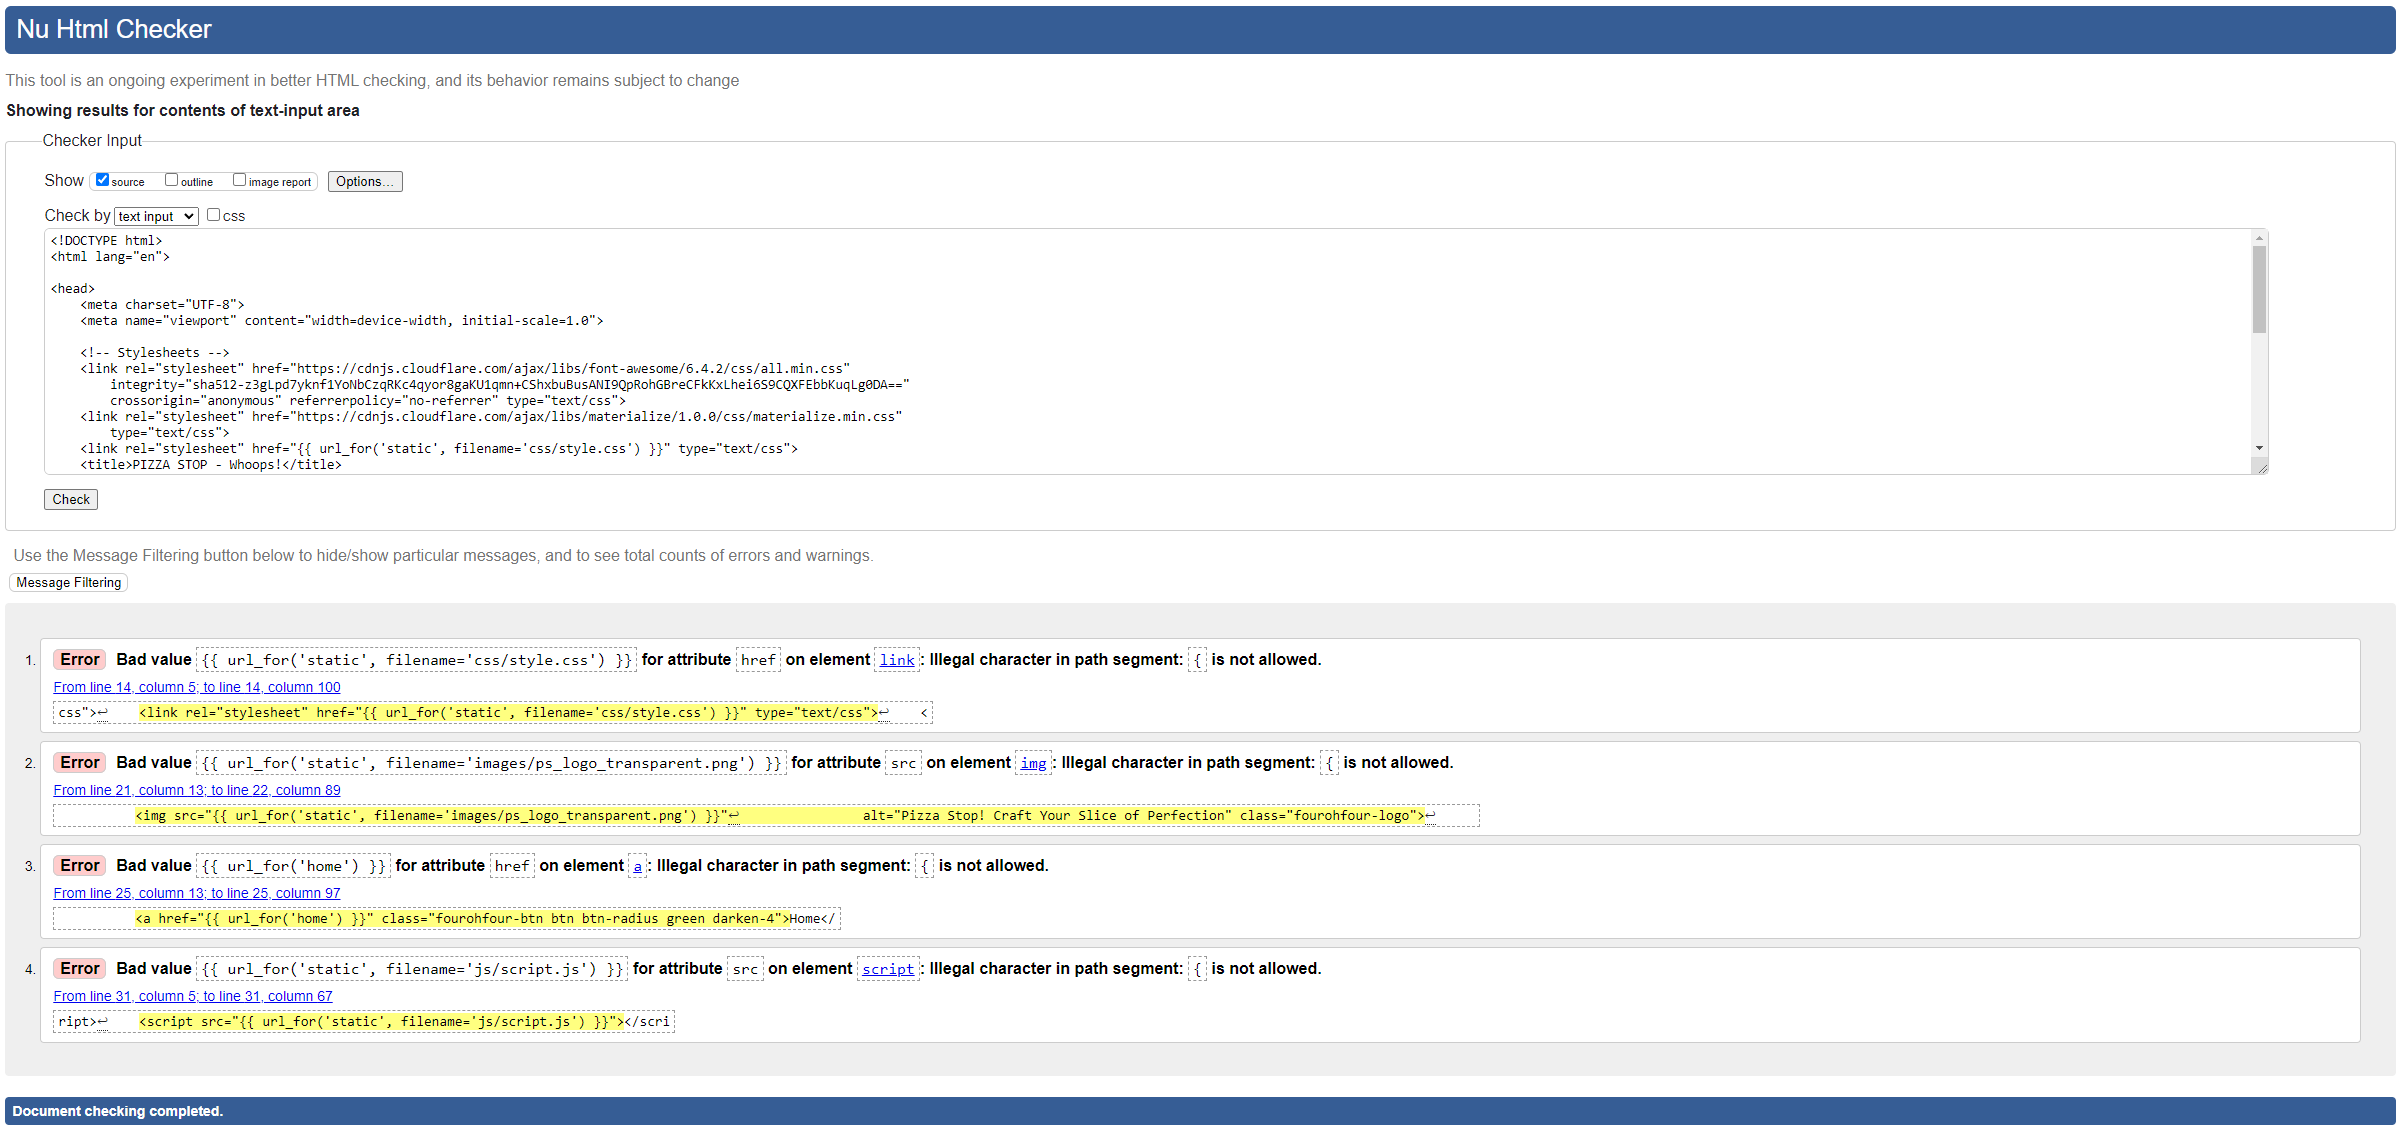 Nu Html Checker
This tool is an ongoing experiment in better HTML checking, and its behavior remains subject to change
Showing results for contents of text-input area
Checker Input
Show source outline image report Options...
Check by text input css
<!DOCTYPE html>
<html lang="en">
<head>
<meta charset="UTF-8">
<meta name="viewport" content="width=device-width, initial-scale=1.0">
<!-- Stylesheets -->
<link rel="stylesheet" href="https://cdnjs.cloudflare.com/ajax/libs/font-awesome/6.4.2/css/all.min.css"
integrity="sha512-z3gLpd7yknf1YoNbCzqRKc4qyor8gaKU1qmn+CShxbuBusANI9QpRohGBreCFkKxLhei6S9CQXFEbbKuqLg0DA=="
crossorigin="anonymous" referrerpolicy="no-referrer" type="text/css">
<link rel="stylesheet" href="https://cdnjs.cloudflare.com/ajax/libs/materialize/1.0.0/css/materialize.min.css"
type="text/css">
<link rel="stylesheet" href="{{ url_for('static', filename='css/style.css') }}" type="text/css">
<title>PIZZA STOP - Whoops!</title>
Check
Use the Message Filtering button below to hide/show particular messages, and to see total counts of errors and warnings.
Message Filtering
1. Error Bad value {{ url_for('static', filename='css/style.css') }} for attribute href on element link: Illegal character in path segment: { is not allowed.
From line 14, column 5; to line 14, column 100
css">↩ <link rel="stylesheet" href="{{ url_for('static', filename='css/style.css') }}" type="text/css">↩ <
2. Error Bad value {{ url_for('static', filename='images/ps_logo_transparent.png') }} for attribute src on element img: Illegal character in path segment: { is not allowed.
From line 21, column 13; to line 22, column 89
<img src="{{ url_for('static', filename='images/ps_logo_transparent.png') }}"↩ alt="Pizza Stop! Craft Your Slice of Perfection" class="fourohfour-logo">↩
3. Error Bad value {{ url_for('home') }} for attribute href on element a: Illegal character in path segment: { is not allowed.
From line 25, column 13; to line 25, column 97
<a href="{{ url_for('home') }}" class="fourohfour-btn btn btn-radius green darken-4">Home</
4. Error Bad value {{ url_for('static', filename='js/script.js') }} for attribute src on element script: Illegal character in path segment: { is not allowed.
From line 31, column 5; to line 31, column 67
ript>↩ <script src="{{ url_for('static', filename='js/script.js') }}"></scri
Document checking completed.